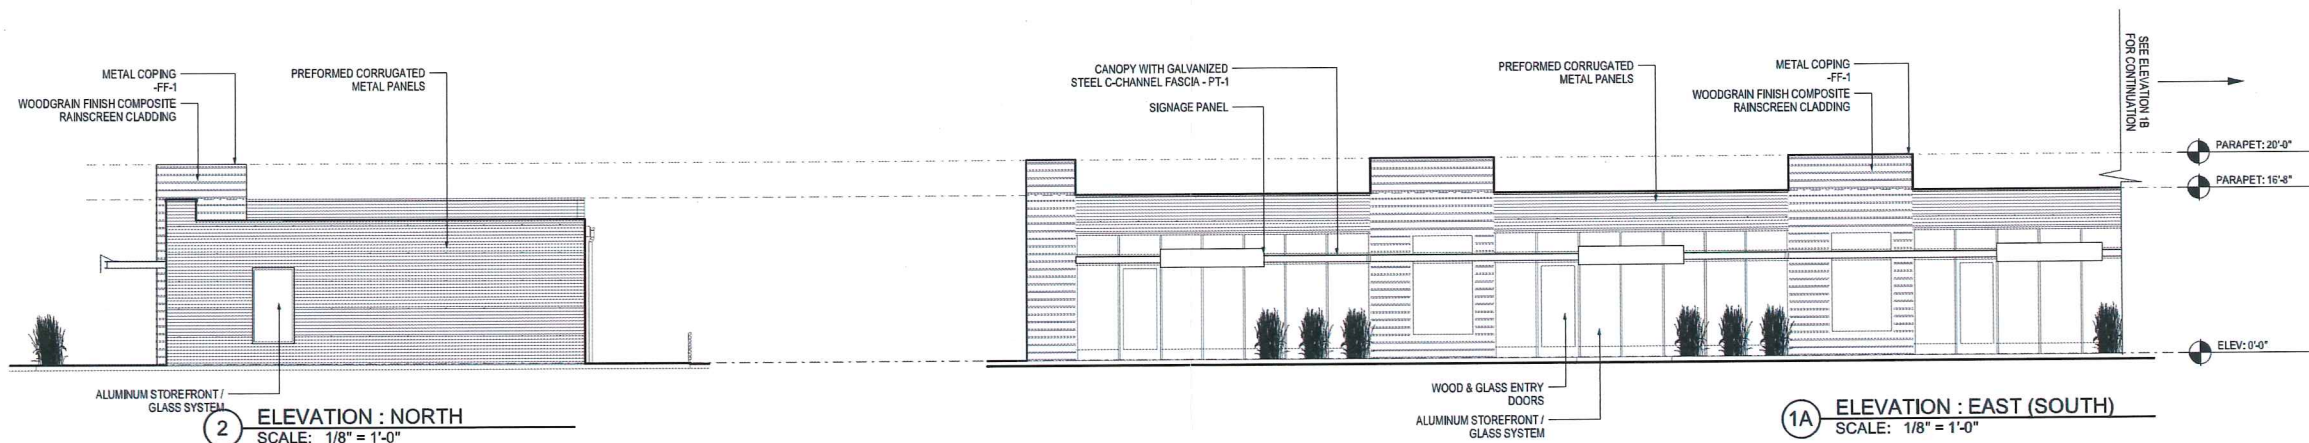 METAL COPING
-FF-1
WOODGRAIN FINISH COMPOSITE
RAINSCREEN CLADDING
PREFORMED CORRUGATED
METAL PANELS
ALUMINUM STOREFRONT /
GLASS SYSTEM
2
ELEVATION : NORTH
SCALE: 1/8" = 1'-0"
CANOPY WITH GALVANIZED
STEEL C-CHANNEL FASCIA - PT-1
SIGNAGE PANEL
PREFORMED CORRUGATED
METAL PANELS
METAL COPING
-FF-1
WOODGRAIN FINISH COMPOSITE
RAINSCREEN CLADDING
SEE ELEVATION 1B
FOR CONTINUATION
PARAPET: 20'-0"
PARAPET: 16'-8"
ELEV: 0'-0"
WOOD & GLASS ENTRY
DOORS
ALUMINUM STOREFRONT /
GLASS SYSTEM
1A
ELEVATION : EAST (SOUTH)
SCALE: 1/8" = 1'-0"